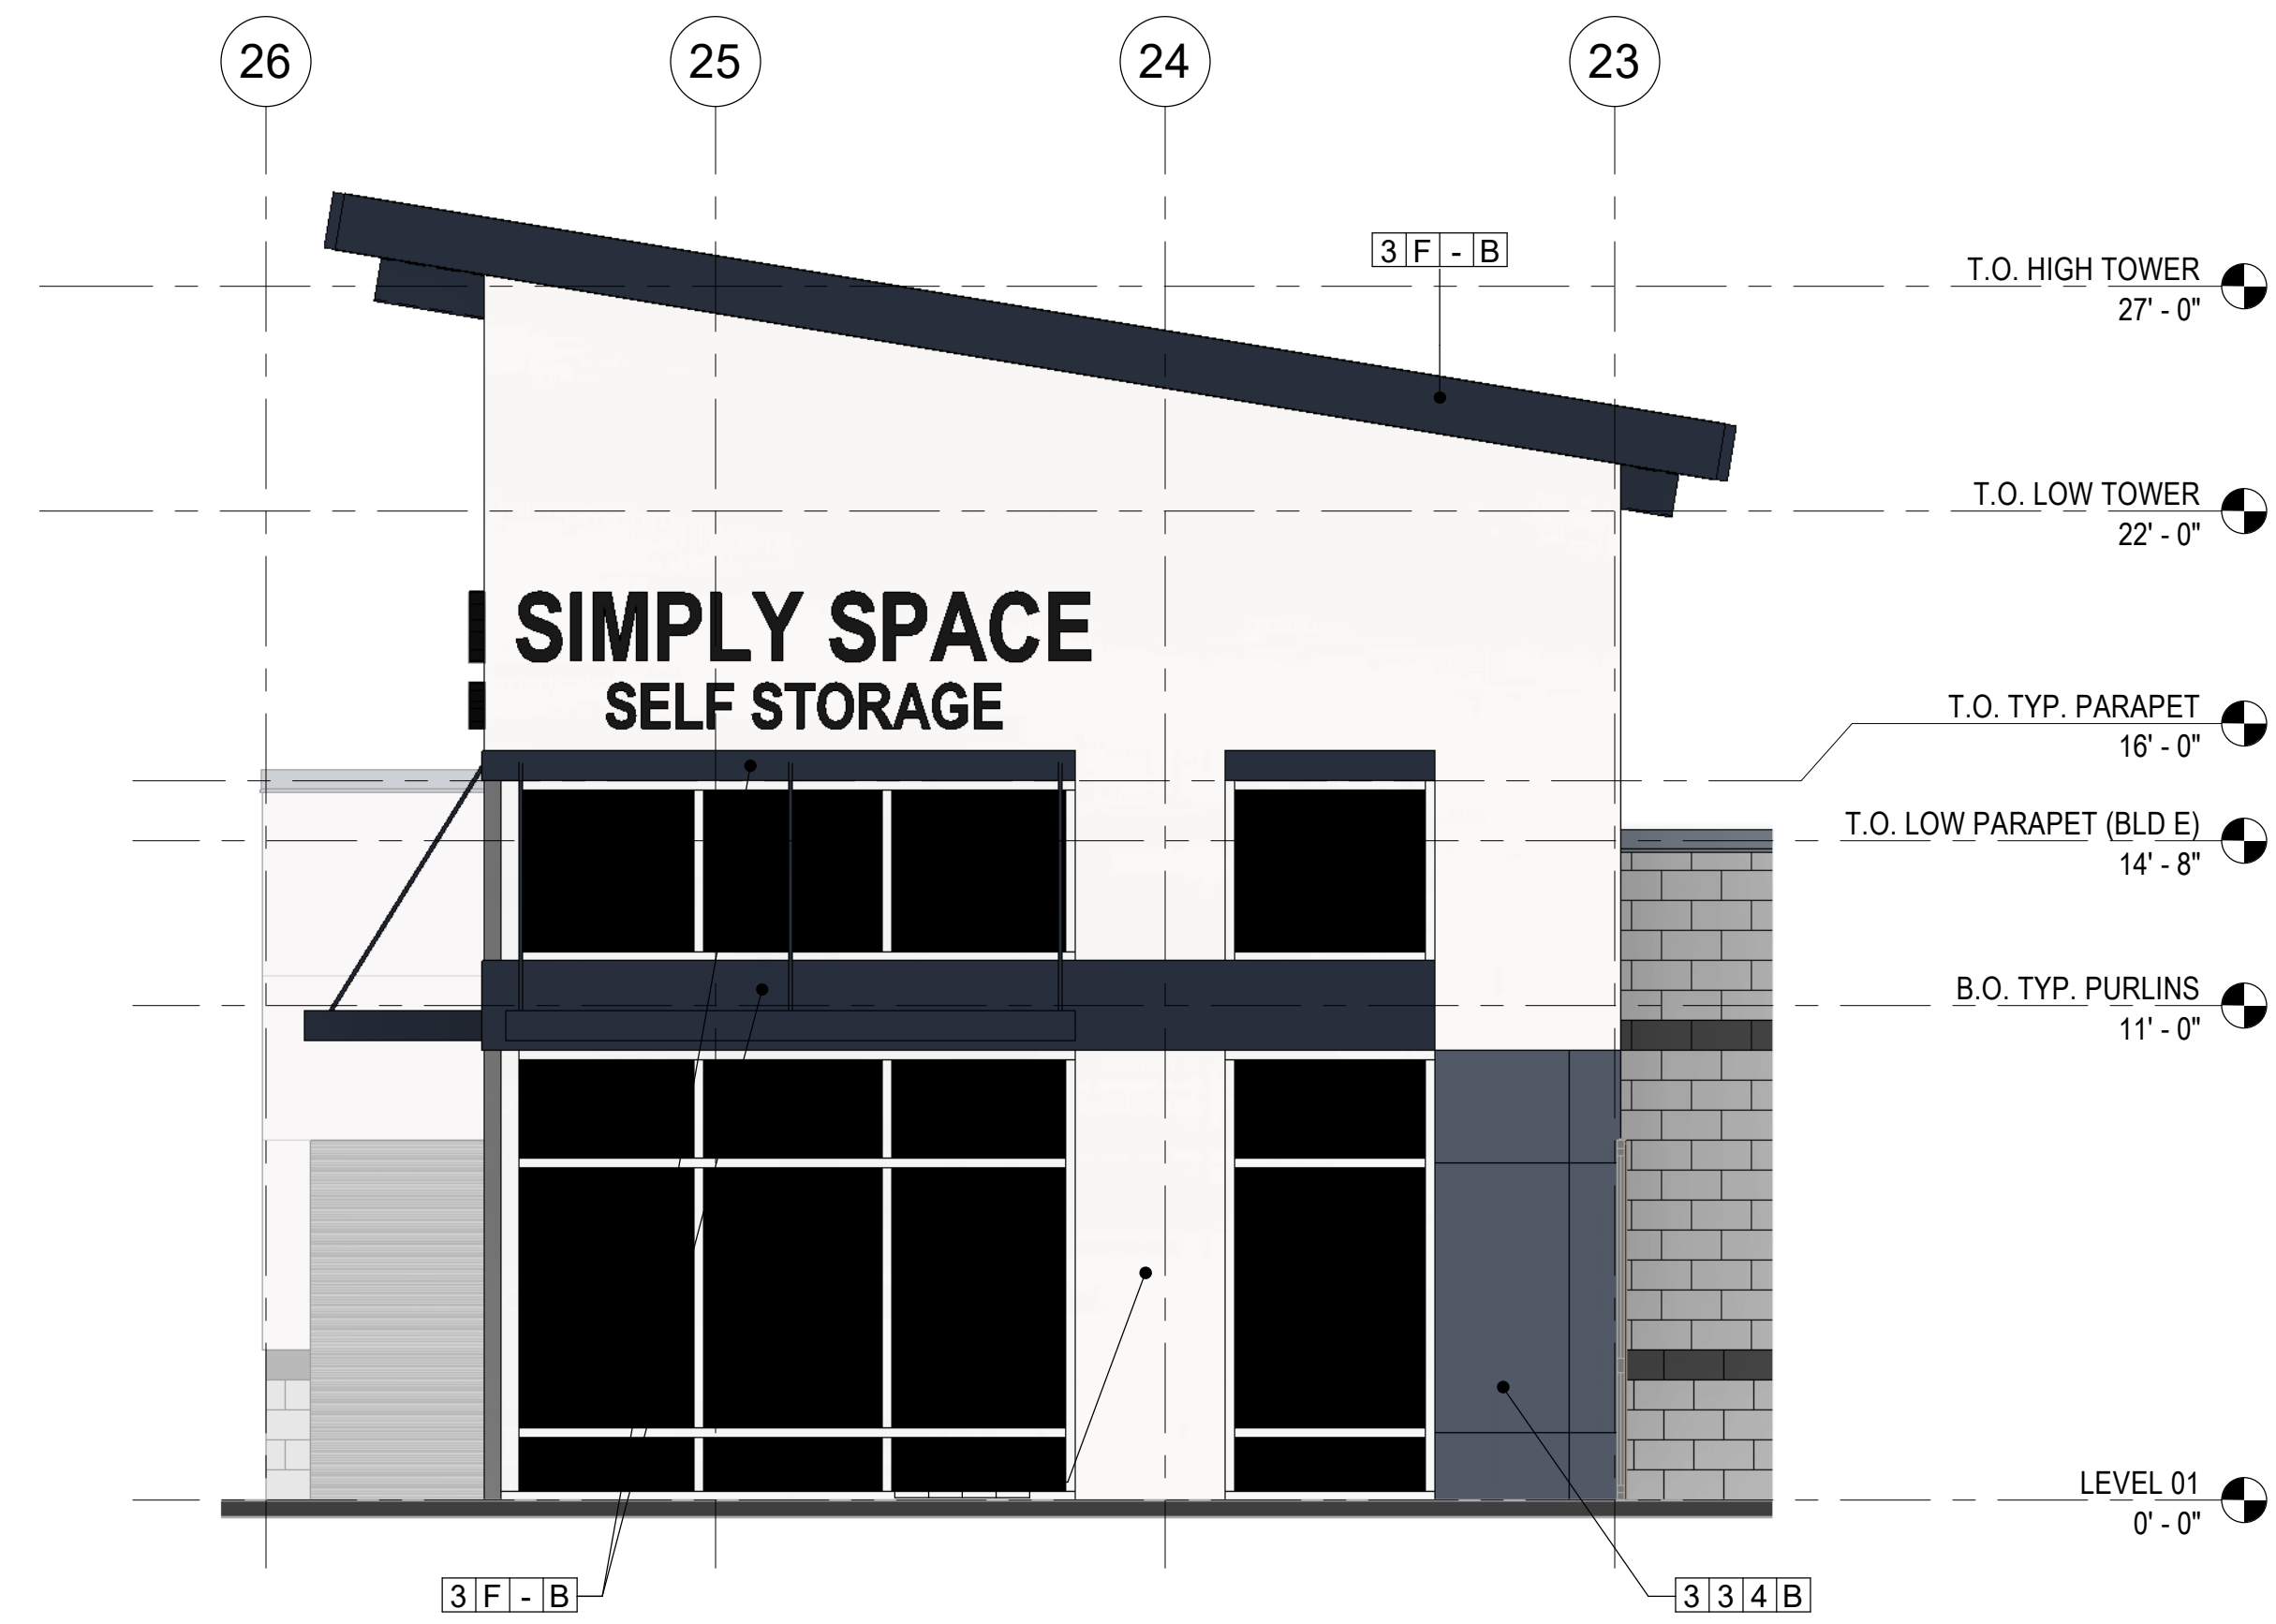 26 25 24 23
3 F - B
T.O. HIGH TOWER
27' - 0"
T.O. LOW TOWER
22' - 0"
SIMPLY SPACE
SELF STORAGE
T.O. TYP. PARAPET
16' - 0"
T.O. LOW PARAPET (BLD E)
14' - 8"
B.O. TYP. PURLINS
11' - 0"
LEVEL 01
0' - 0"
3 F - B
3 3 4 B